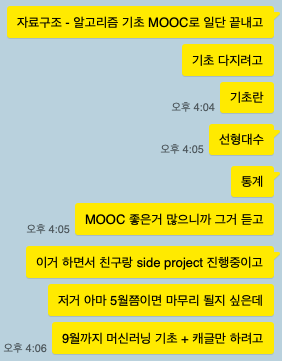 자료구조 - 알고리즘 기초 MOOC로 일단 끝내고
기초 다지려고
기초란
오후 4:04
선형대수
오후 4:05
통계
MOOC 좋은거 많으니까 그거 듣고
오후 4:05
이거 하면서 친구랑 side project 진행중이고
저거 아마 5월쯤이면 마무리 될지 싶은데
9월까지 머신러닝 기초 + 캐글만 하려고
오후 4:06